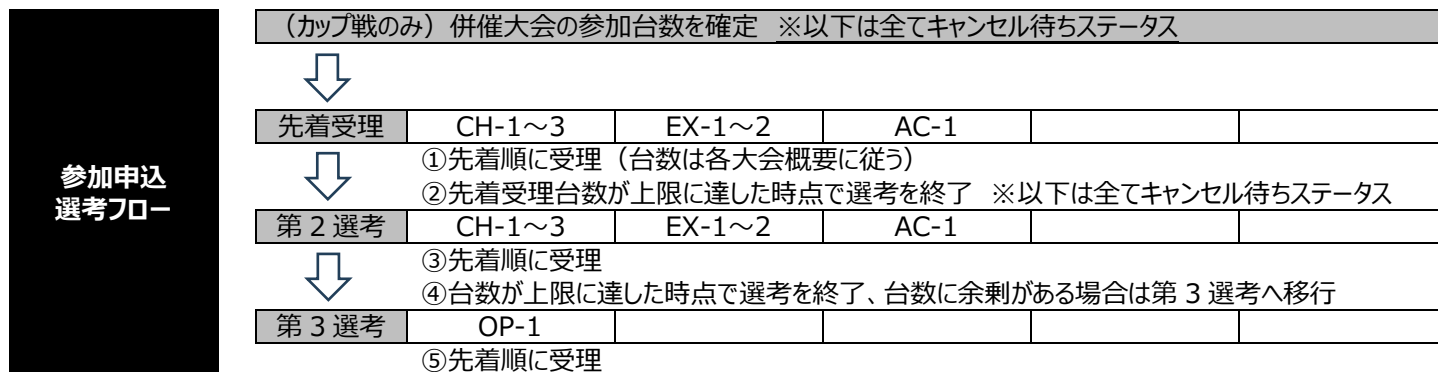 参加申込
選考フロー
（カップ戦のみ）併催大会の参加台数を確定　※以下は全てキャンセル待ちステータス
先着受理 CH-1～3 EX-1～2 AC-1
①先着順に受理（台数は各大会概要に従う）
②先着受理台数が上限に達した時点で選考を終了　※以下は全てキャンセル待ちステータス
第 2 選考 CH-1～3 EX-1～2 AC-1
③先着順に受理
④台数が上限に達した時点で選考を終了、台数に余剰がある場合は第 3 選考へ移行
第 3 選考 OP-1
⑤先着順に受理